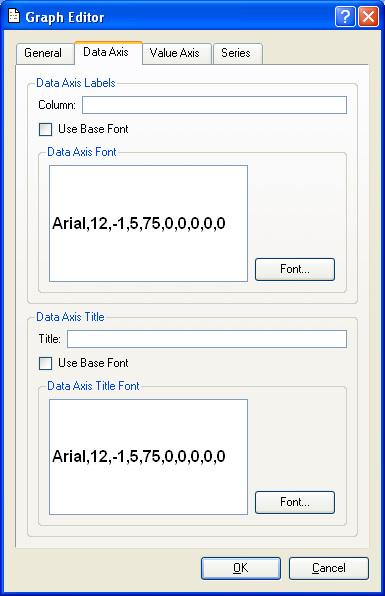 Graph Editor
General Data Axis Value Axis Series
Data Axis Labels
Column:
Use Base Font
Data Axis Font
Arial,12,-1,5,75,0,0,0,0,0
Font...
Data Axis Title
Title:
Use Base Font
Data Axis Title Font
Arial,12,-1,5,75,0,0,0,0,0
Font...
OK Cancel